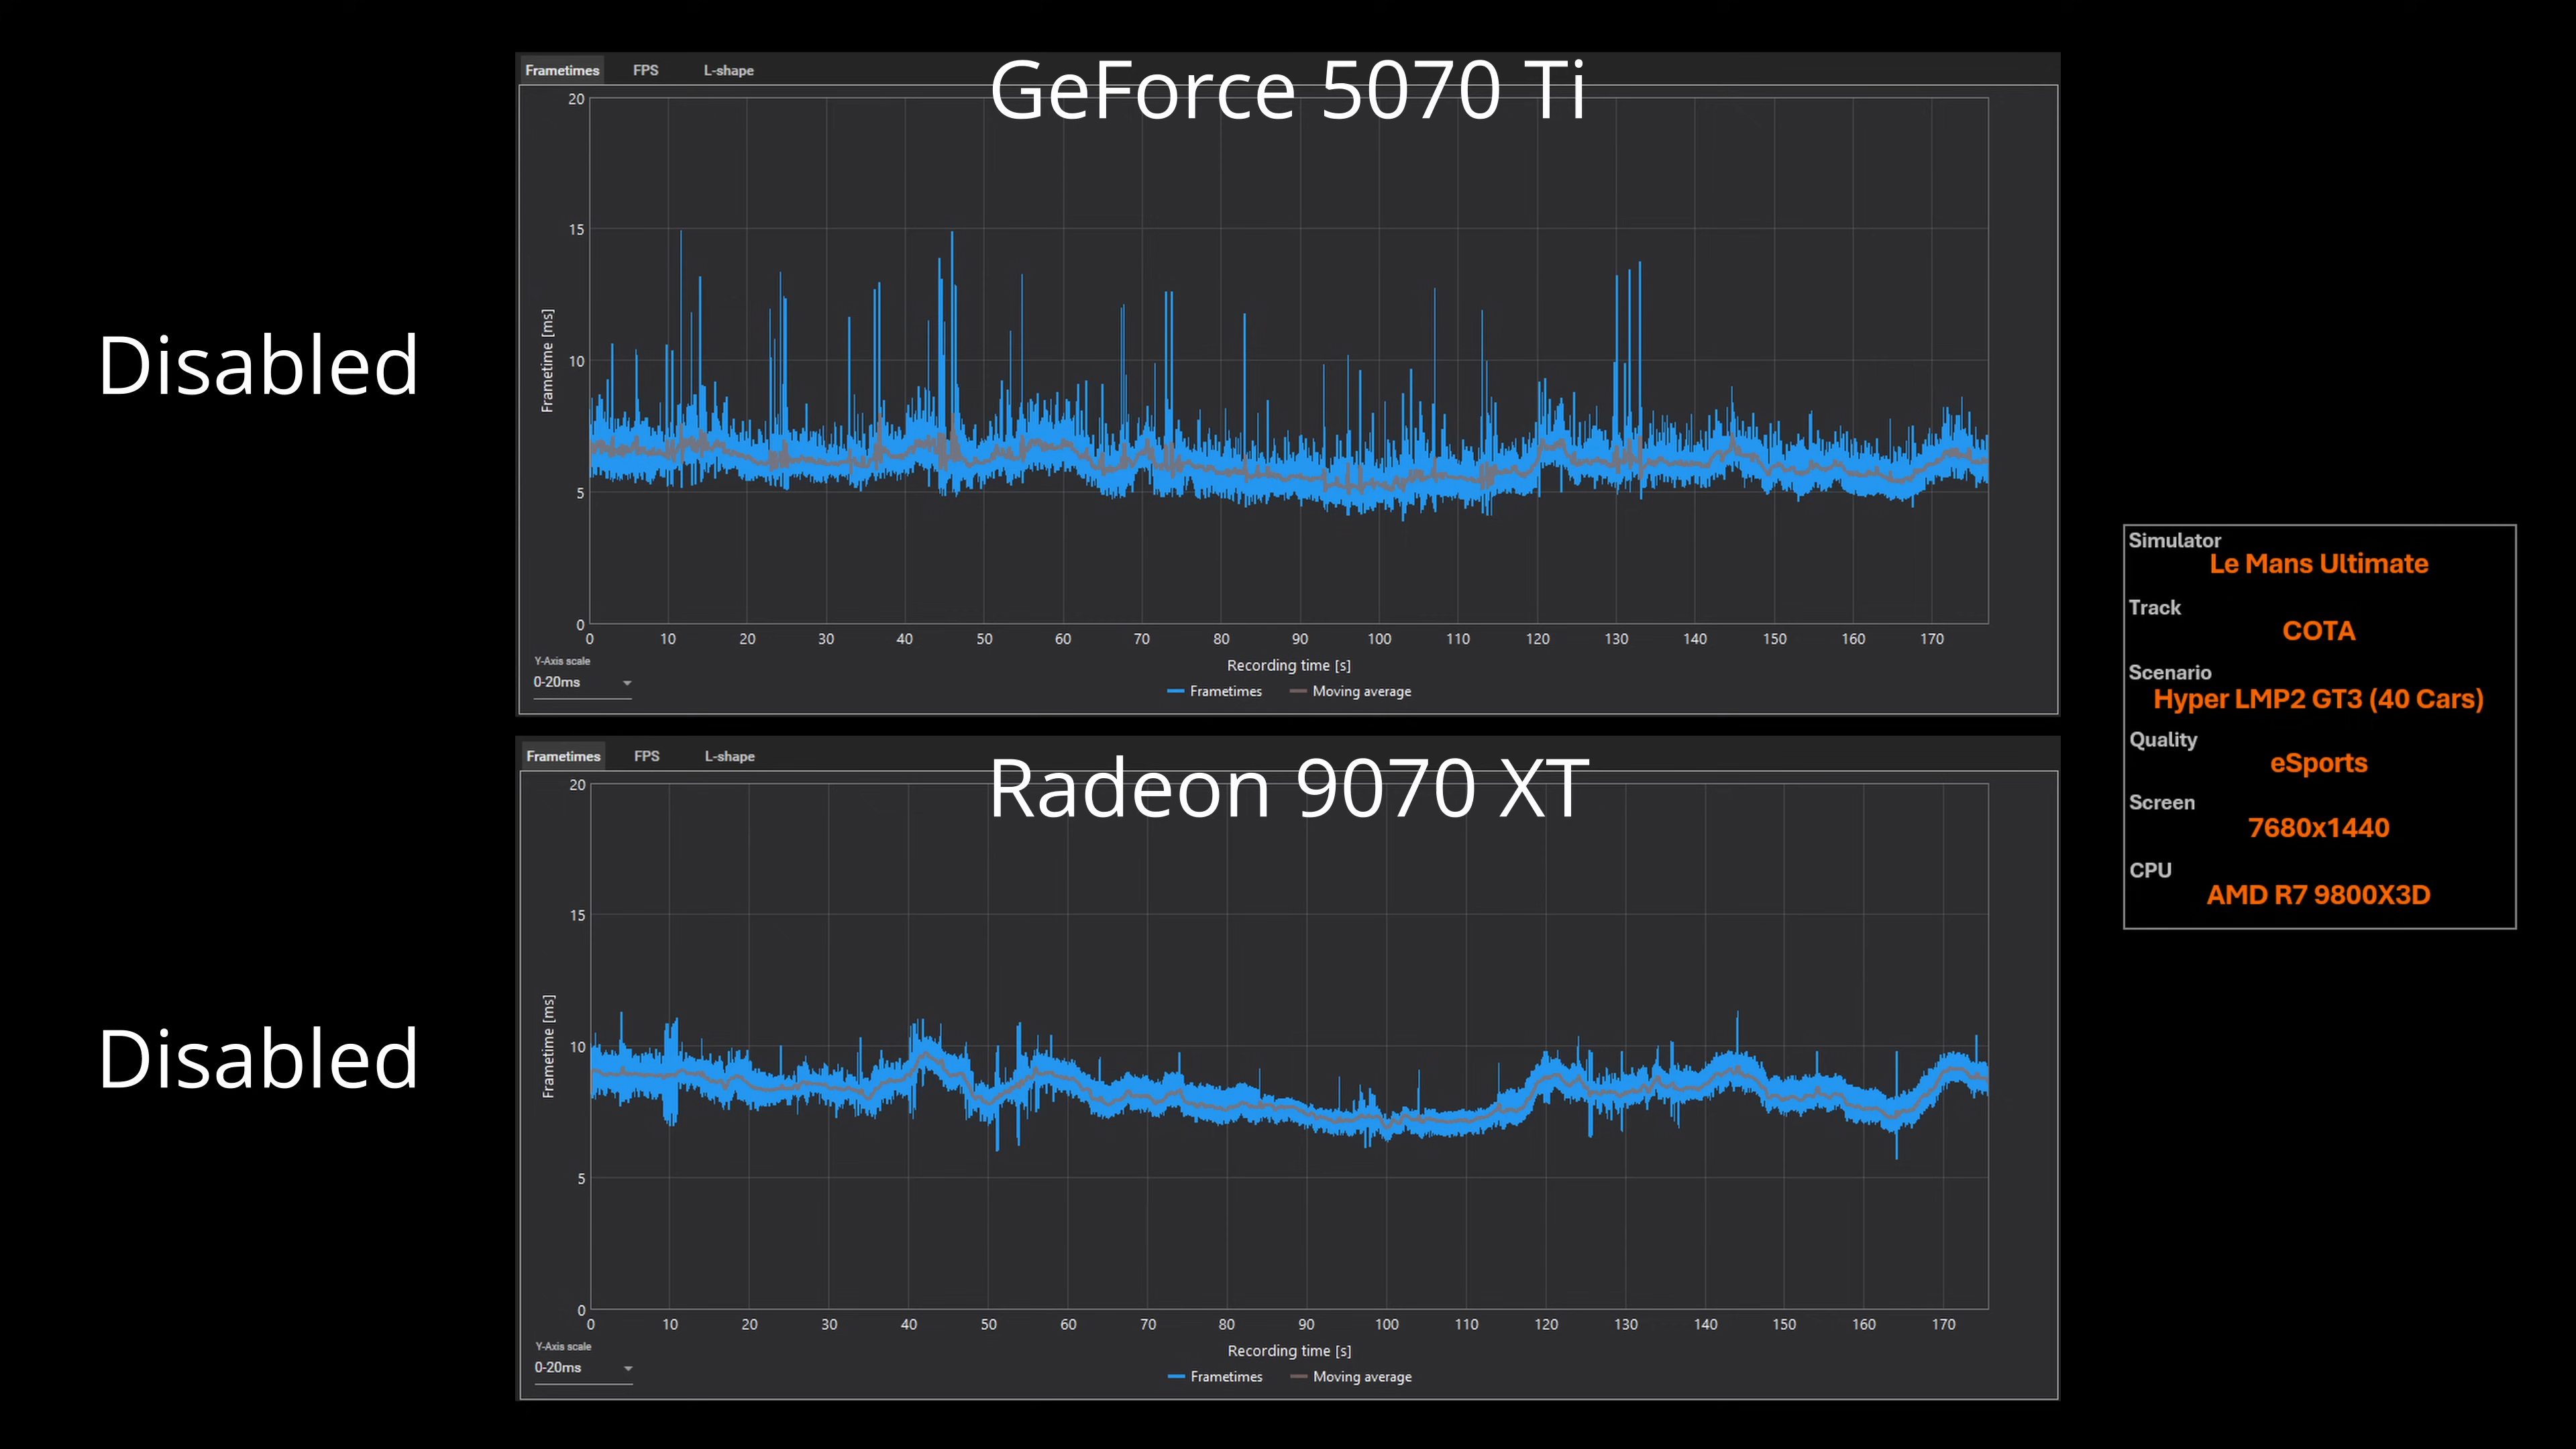 GeForce 5070 Ti
Frametimes FPS L-shape
20
15
10
5
0
Frametime [ms]
0 10 20 30 40 50 60 70 80 90 100 110 120 130 140 150 160 170
Recording time [s]
Y-Axis scale
0-20ms
Frametimes Moving average
Disabled
Radeon 9070 XT
Frametimes FPS L-shape
20
15
10
5
0
Frametime [ms]
0 10 20 30 40 50 60 70 80 90 100 110 120 130 140 150 160 170
Recording time [s]
Y-Axis scale
0-20ms
Frametimes Moving average
Disabled
Simulator
Le Mans Ultimate
Track
COTA
Scenario
Hyper LMP2 GT3 (40 Cars)
Quality
eSports
Screen
7680x1440
CPU
AMD R7 9800X3D